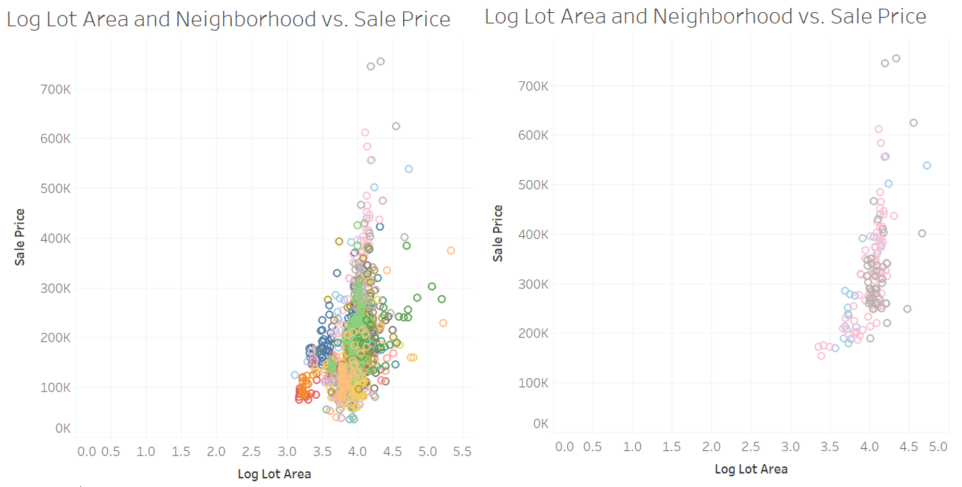 Log Lot Area and Neighborhood vs. Sale Price
700K
600K
500K
400K
300K
200K
100K
0K
Sale Price
0.0 0.5 1.0 1.5 2.0 2.5 3.0 3.5 4.0 4.5 5.0 5.5
Log Lot Area
Log Lot Area and Neighborhood vs. Sale Price
700K
600K
500K
400K
300K
200K
100K
0K
Sale Price
0.0 0.5 1.0 1.5 2.0 2.5 3.0 3.5 4.0 4.5 5.0
Log Lot Area